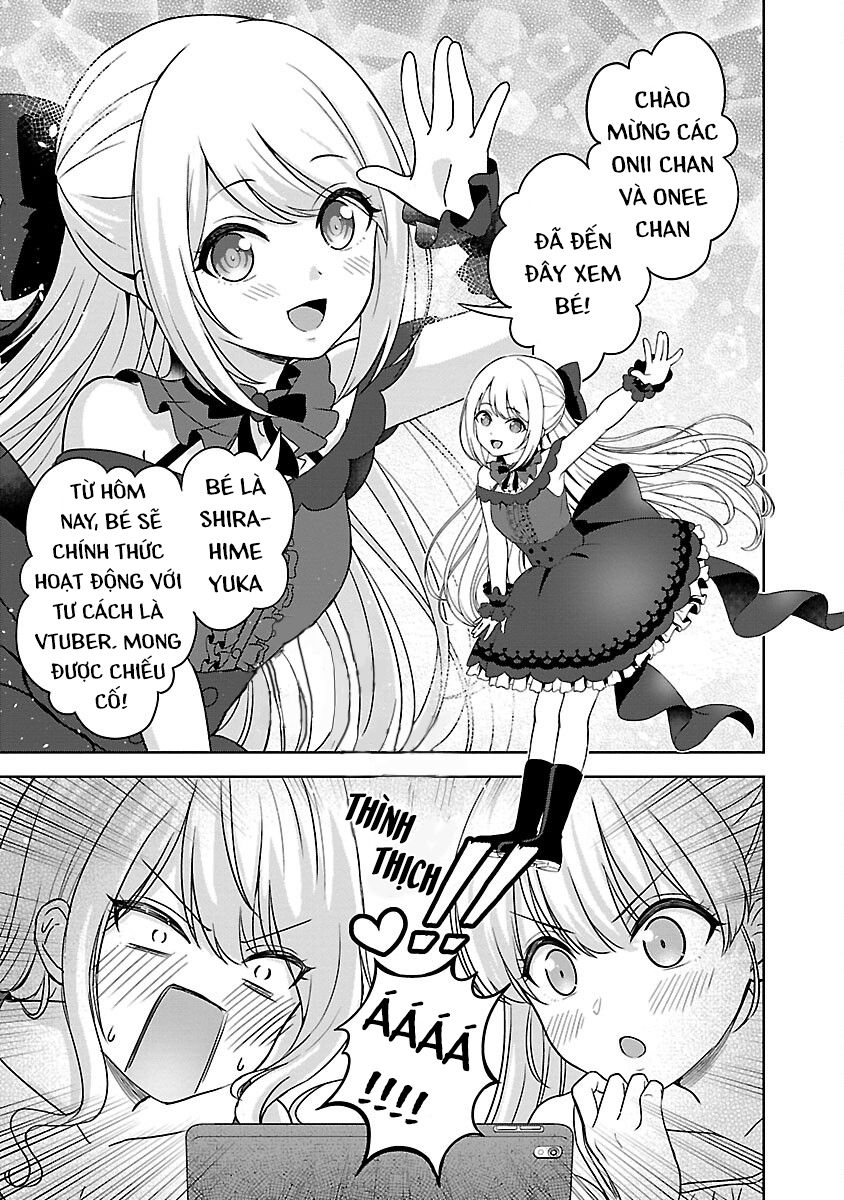 CHÀO
MỪNG CÁC
ONII CHAN
VÀ ONEE
CHAN
ĐÃ ĐẾN
ĐÂY XEM
BÉ!
BÉ LÀ
SHIRA-
HIME
YUKA
TỪ HÔM
NAY, BÉ SẼ
CHÍNH THỨC
HOẠT ĐỘNG VỚI
TƯ CÁCH LÀ
VTUBER. MONG
ĐƯỢC CHIẾU
CỐ!
THÌNH
THỊCH
!!
ÁÁÁÁ
!!!!